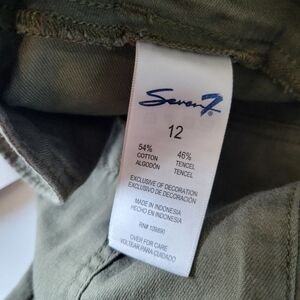 Seven7
12
54% 46%
COTTON TENCEL
ALGODÓN TENCEL
EXCLUSIVE OF DECORATION
EXCLUSIVO DE DECORACIÓN
MADE IN INDONESIA
HECHO EN INDONESIA
RN#
OVER FOR CARE
VOLTEAR PARA CUIDADO